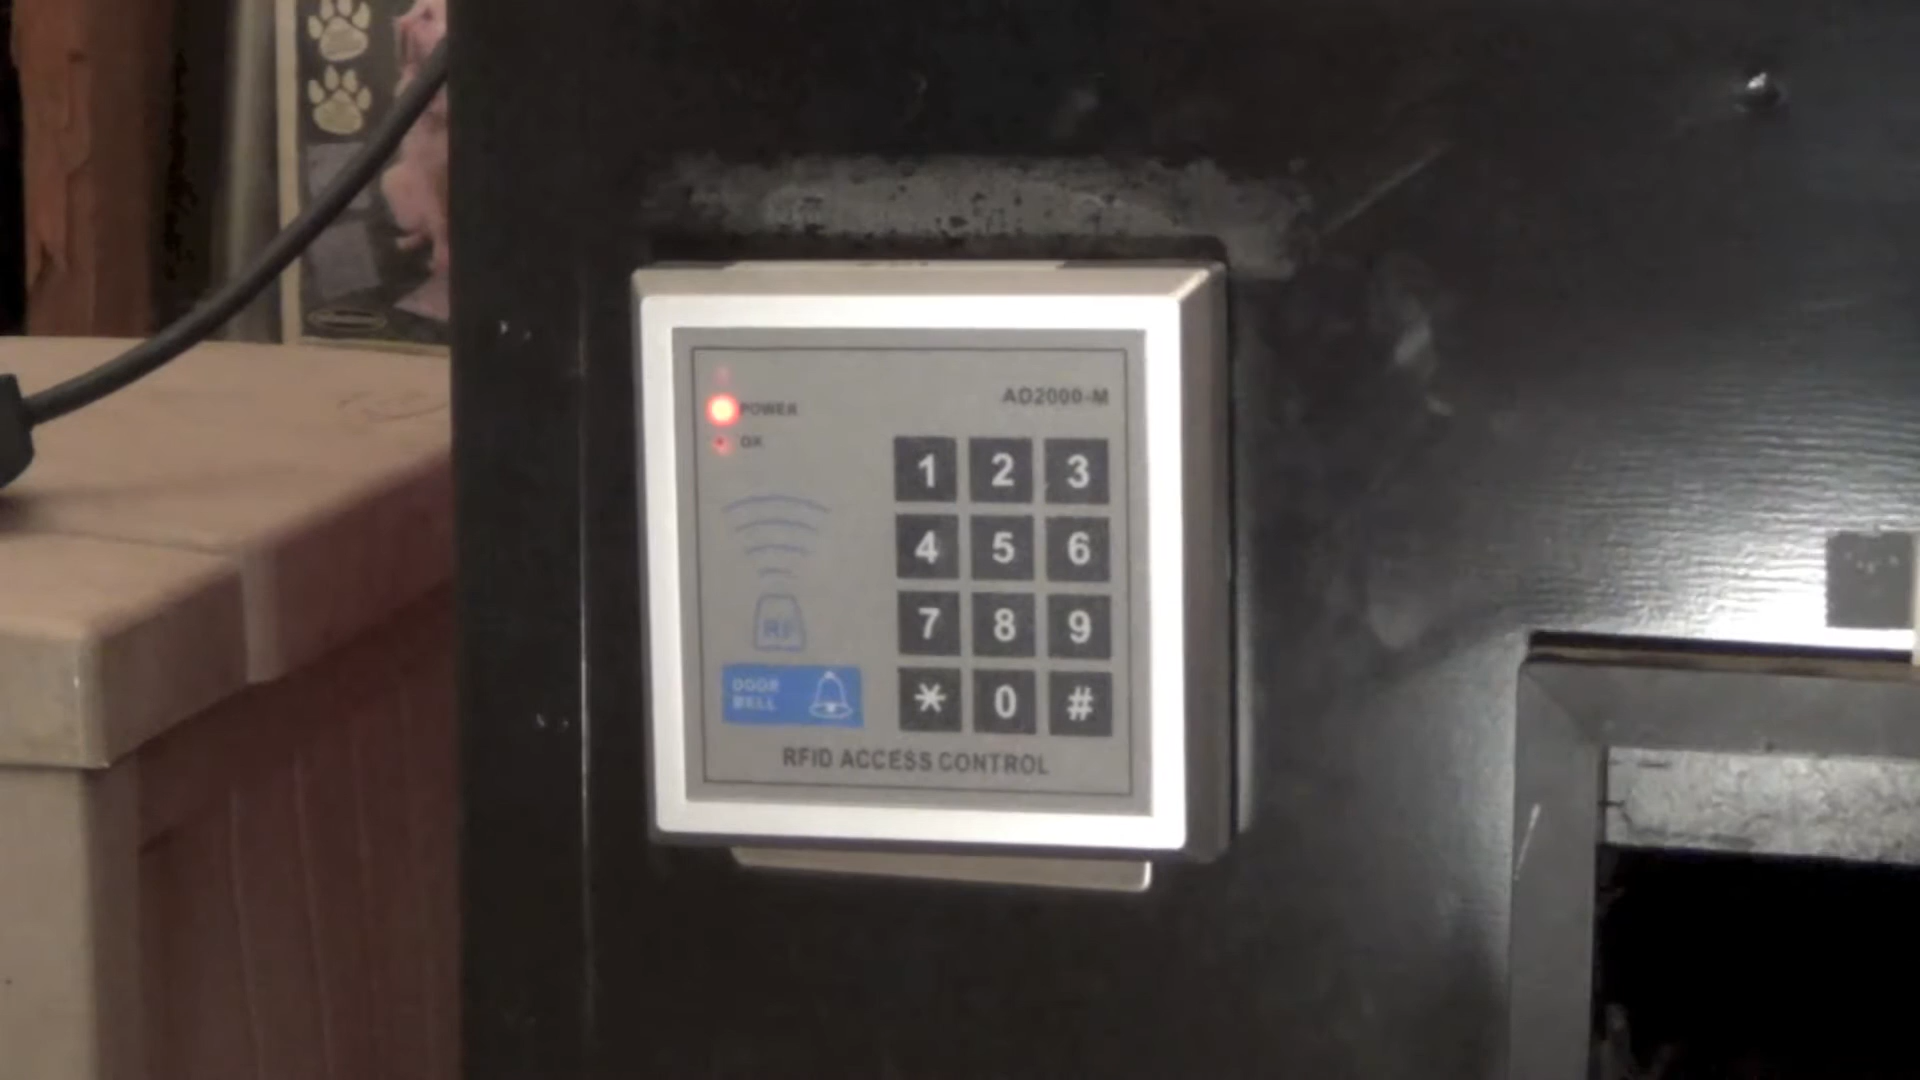 AD2000-M
POWER
OK
1 2 3
4 5 6
7 8 9
* 0 #
RF
DOOR
BELL
RFID ACCESS CONTROL